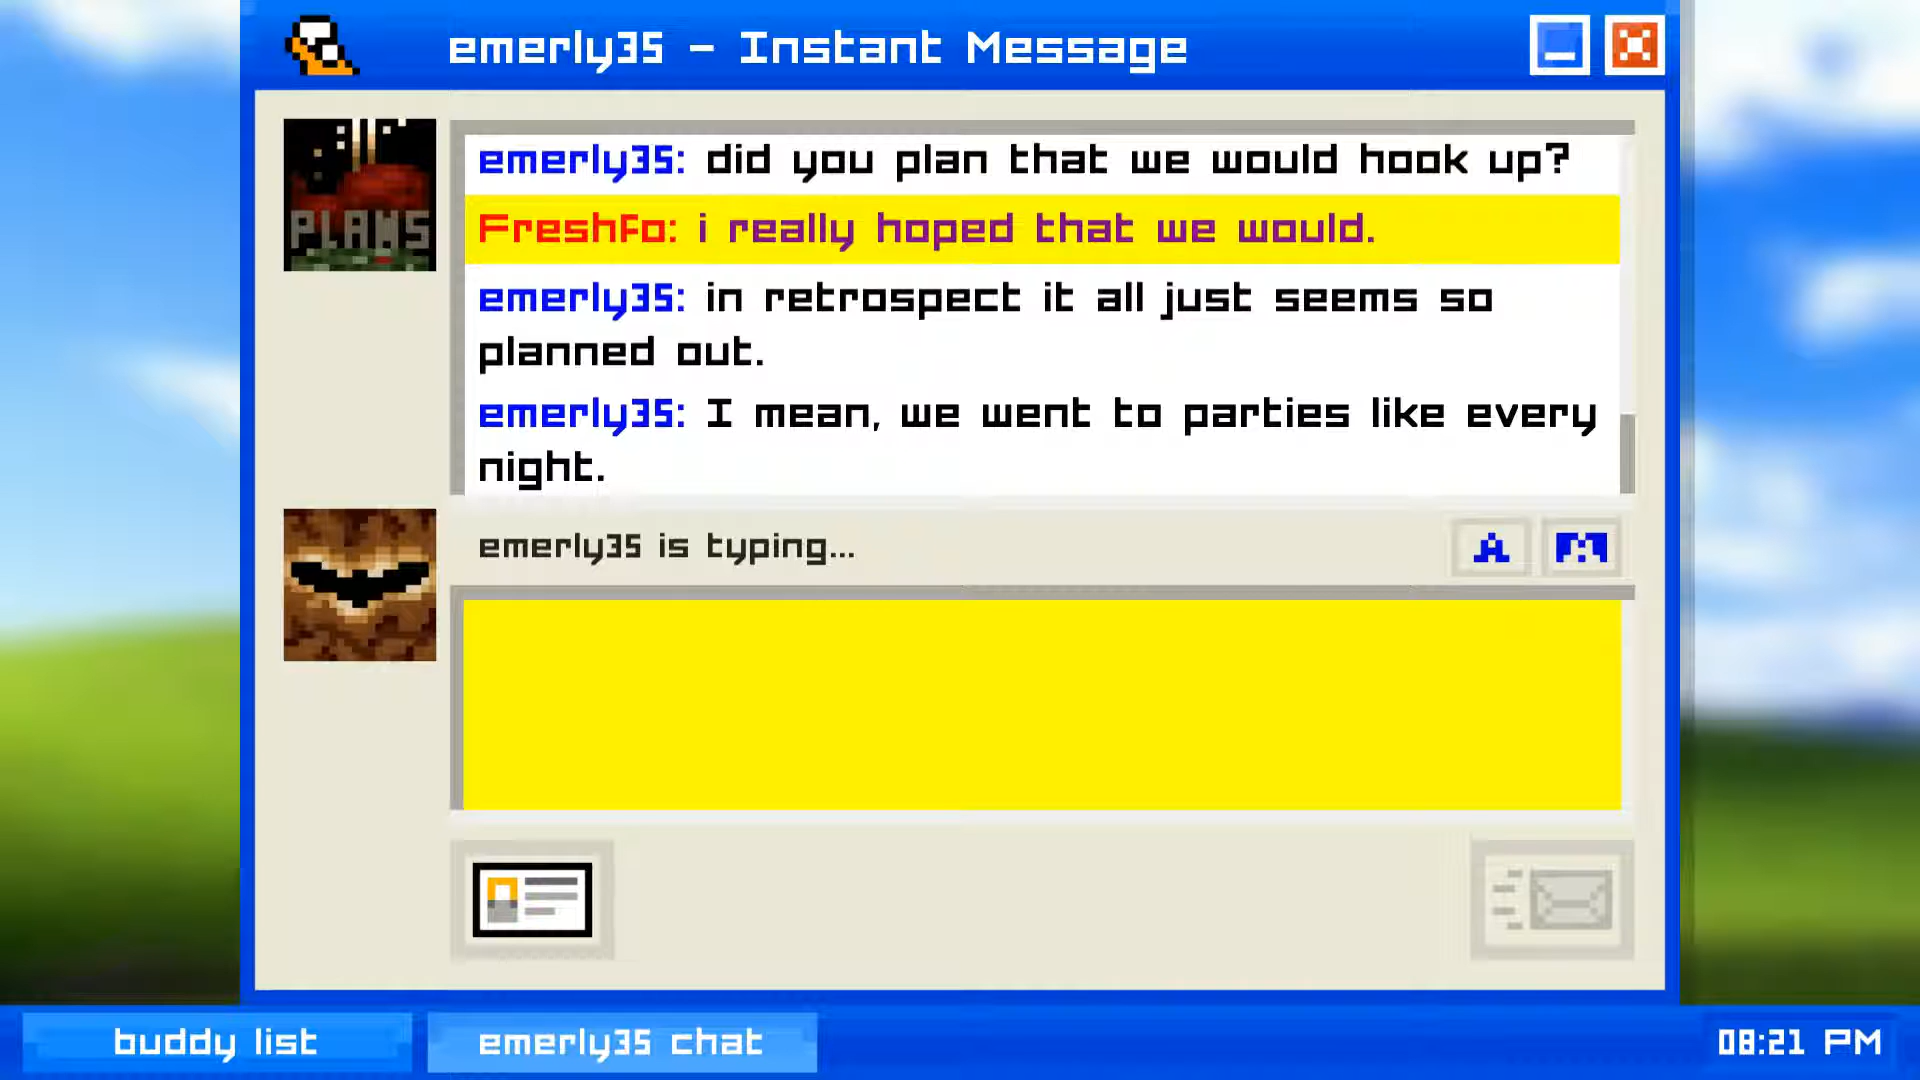 emerly35 - Instant Message
PLANS
emerly35: did you plan that we would hook up?
FreshFo: i really hoped that we would.
emerly35: in retrospect it all just seems so
planned out.
emerly35: I mean, we went to parties like every
night.
emerly35 is typing...
A
buddy list
emerly35 chat
08:21 PM